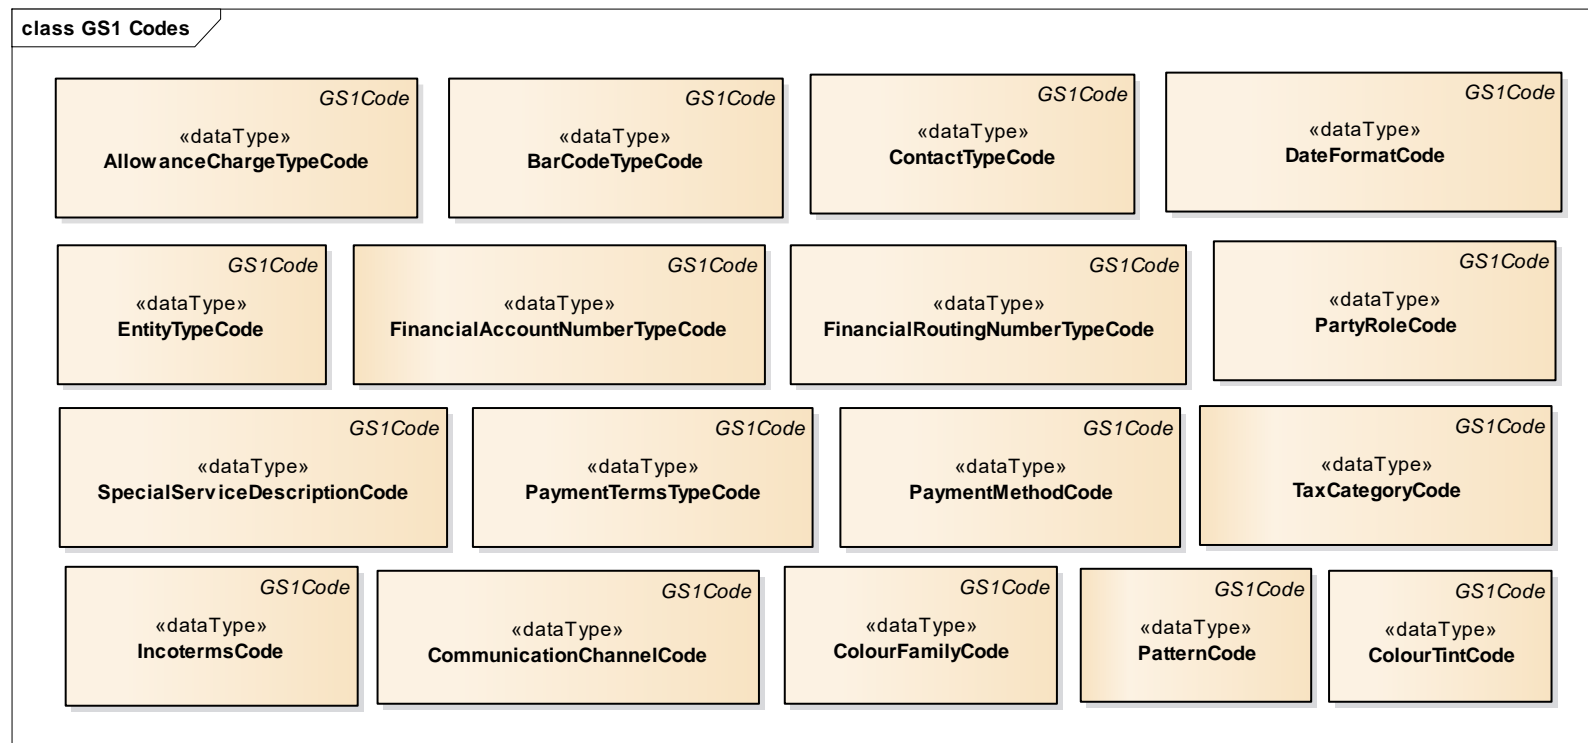 class GS1 Codes
GS1Code
«dataType»
AllowanceChargeTypeCode
GS1Code
«dataType»
BarCodeTypeCode
GS1Code
«dataType»
ContactTypeCode
GS1Code
«dataType»
DateFormatCode
GS1Code
«dataType»
EntityTypeCode
GS1Code
«dataType»
FinancialAccountNumberTypeCode
GS1Code
«dataType»
FinancialRoutingNumberTypeCode
GS1Code
«dataType»
PartyRoleCode
GS1Code
«dataType»
SpecialServiceDescriptionCode
GS1Code
«dataType»
PaymentTermsTypeCode
GS1Code
«dataType»
PaymentMethodCode
GS1Code
«dataType»
TaxCategoryCode
GS1Code
«dataType»
IncotermsCode
GS1Code
«dataType»
CommunicationChannelCode
GS1Code
«dataType»
ColourFamilyCode
GS1Code
«dataType»
PatternCode
GS1Code
«dataType»
ColourTintCode